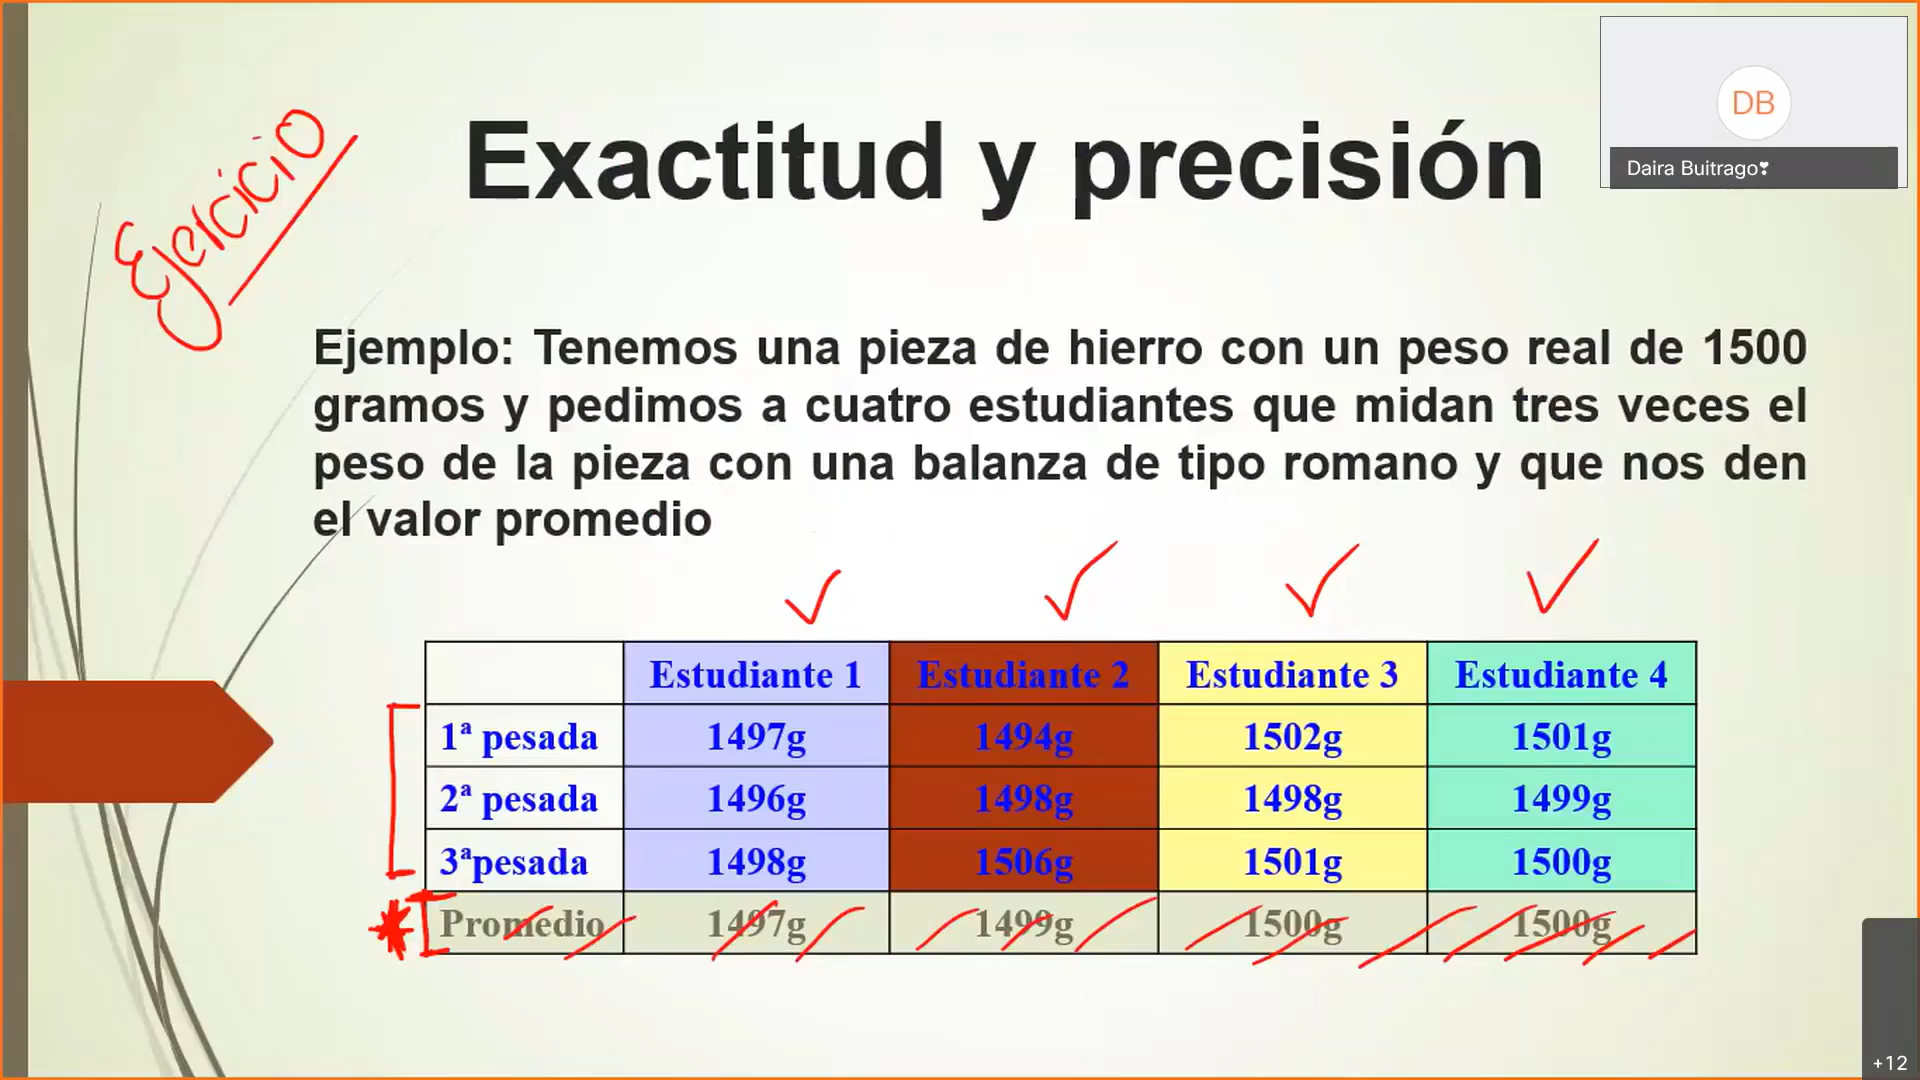 DB
Daira Buitrago❣
Ejercicio
Exactitud y precisión
Ejemplo: Tenemos una pieza de hierro con un peso real de 1500
gramos y pedimos a cuatro estudiantes que midan tres veces el
peso de la pieza con una balanza de tipo romano y que nos den
el valor promedio
Estudiante 1 Estudiante 2 Estudiante 3 Estudiante 4
1ª pesada 1497g 1494g 1502g 1501g
2ª pesada 1496g 1498g 1498g 1499g
3ªpesada 1498g 1506g 1501g 1500g
Promedio 1497g 1499g 1500g 1500g
+12